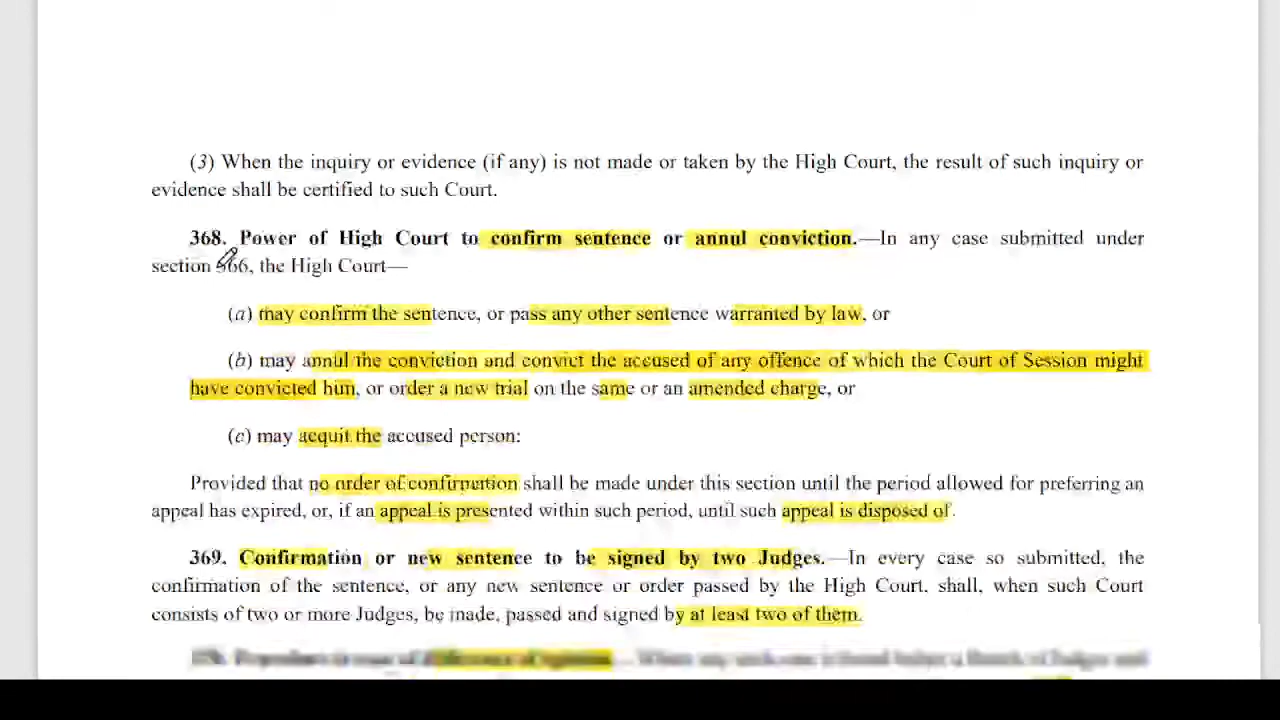 (3) When the inquiry or evidence (if any) is not made or taken by the High Court, the result of such inquiry or
evidence shall be certified to such Court.
368. Power of High Court to confirm sentence or annul conviction.—In any case submitted under
section 366, the High Court—
(a) may confirm the sentence, or pass any other sentence warranted by law, or
(b) may annul the conviction and convict the accused of any offence of which the Court of Session might
have convicted him, or order a new trial on the same or an amended charge, or
(c) may acquit the accused person:
Provided that no order of confirmation shall be made under this section until the period allowed for preferring an
appeal has expired, or, if an appeal is presented within such period, until such appeal is disposed of.
369. Confirmation or new sentence to be signed by two Judges.—In every case so submitted, the
confirmation of the sentence, or any new sentence or order passed by the High Court, shall, when such Court
consists of two or more Judges, be made, passed and signed by at least two of them.
difference of opinion